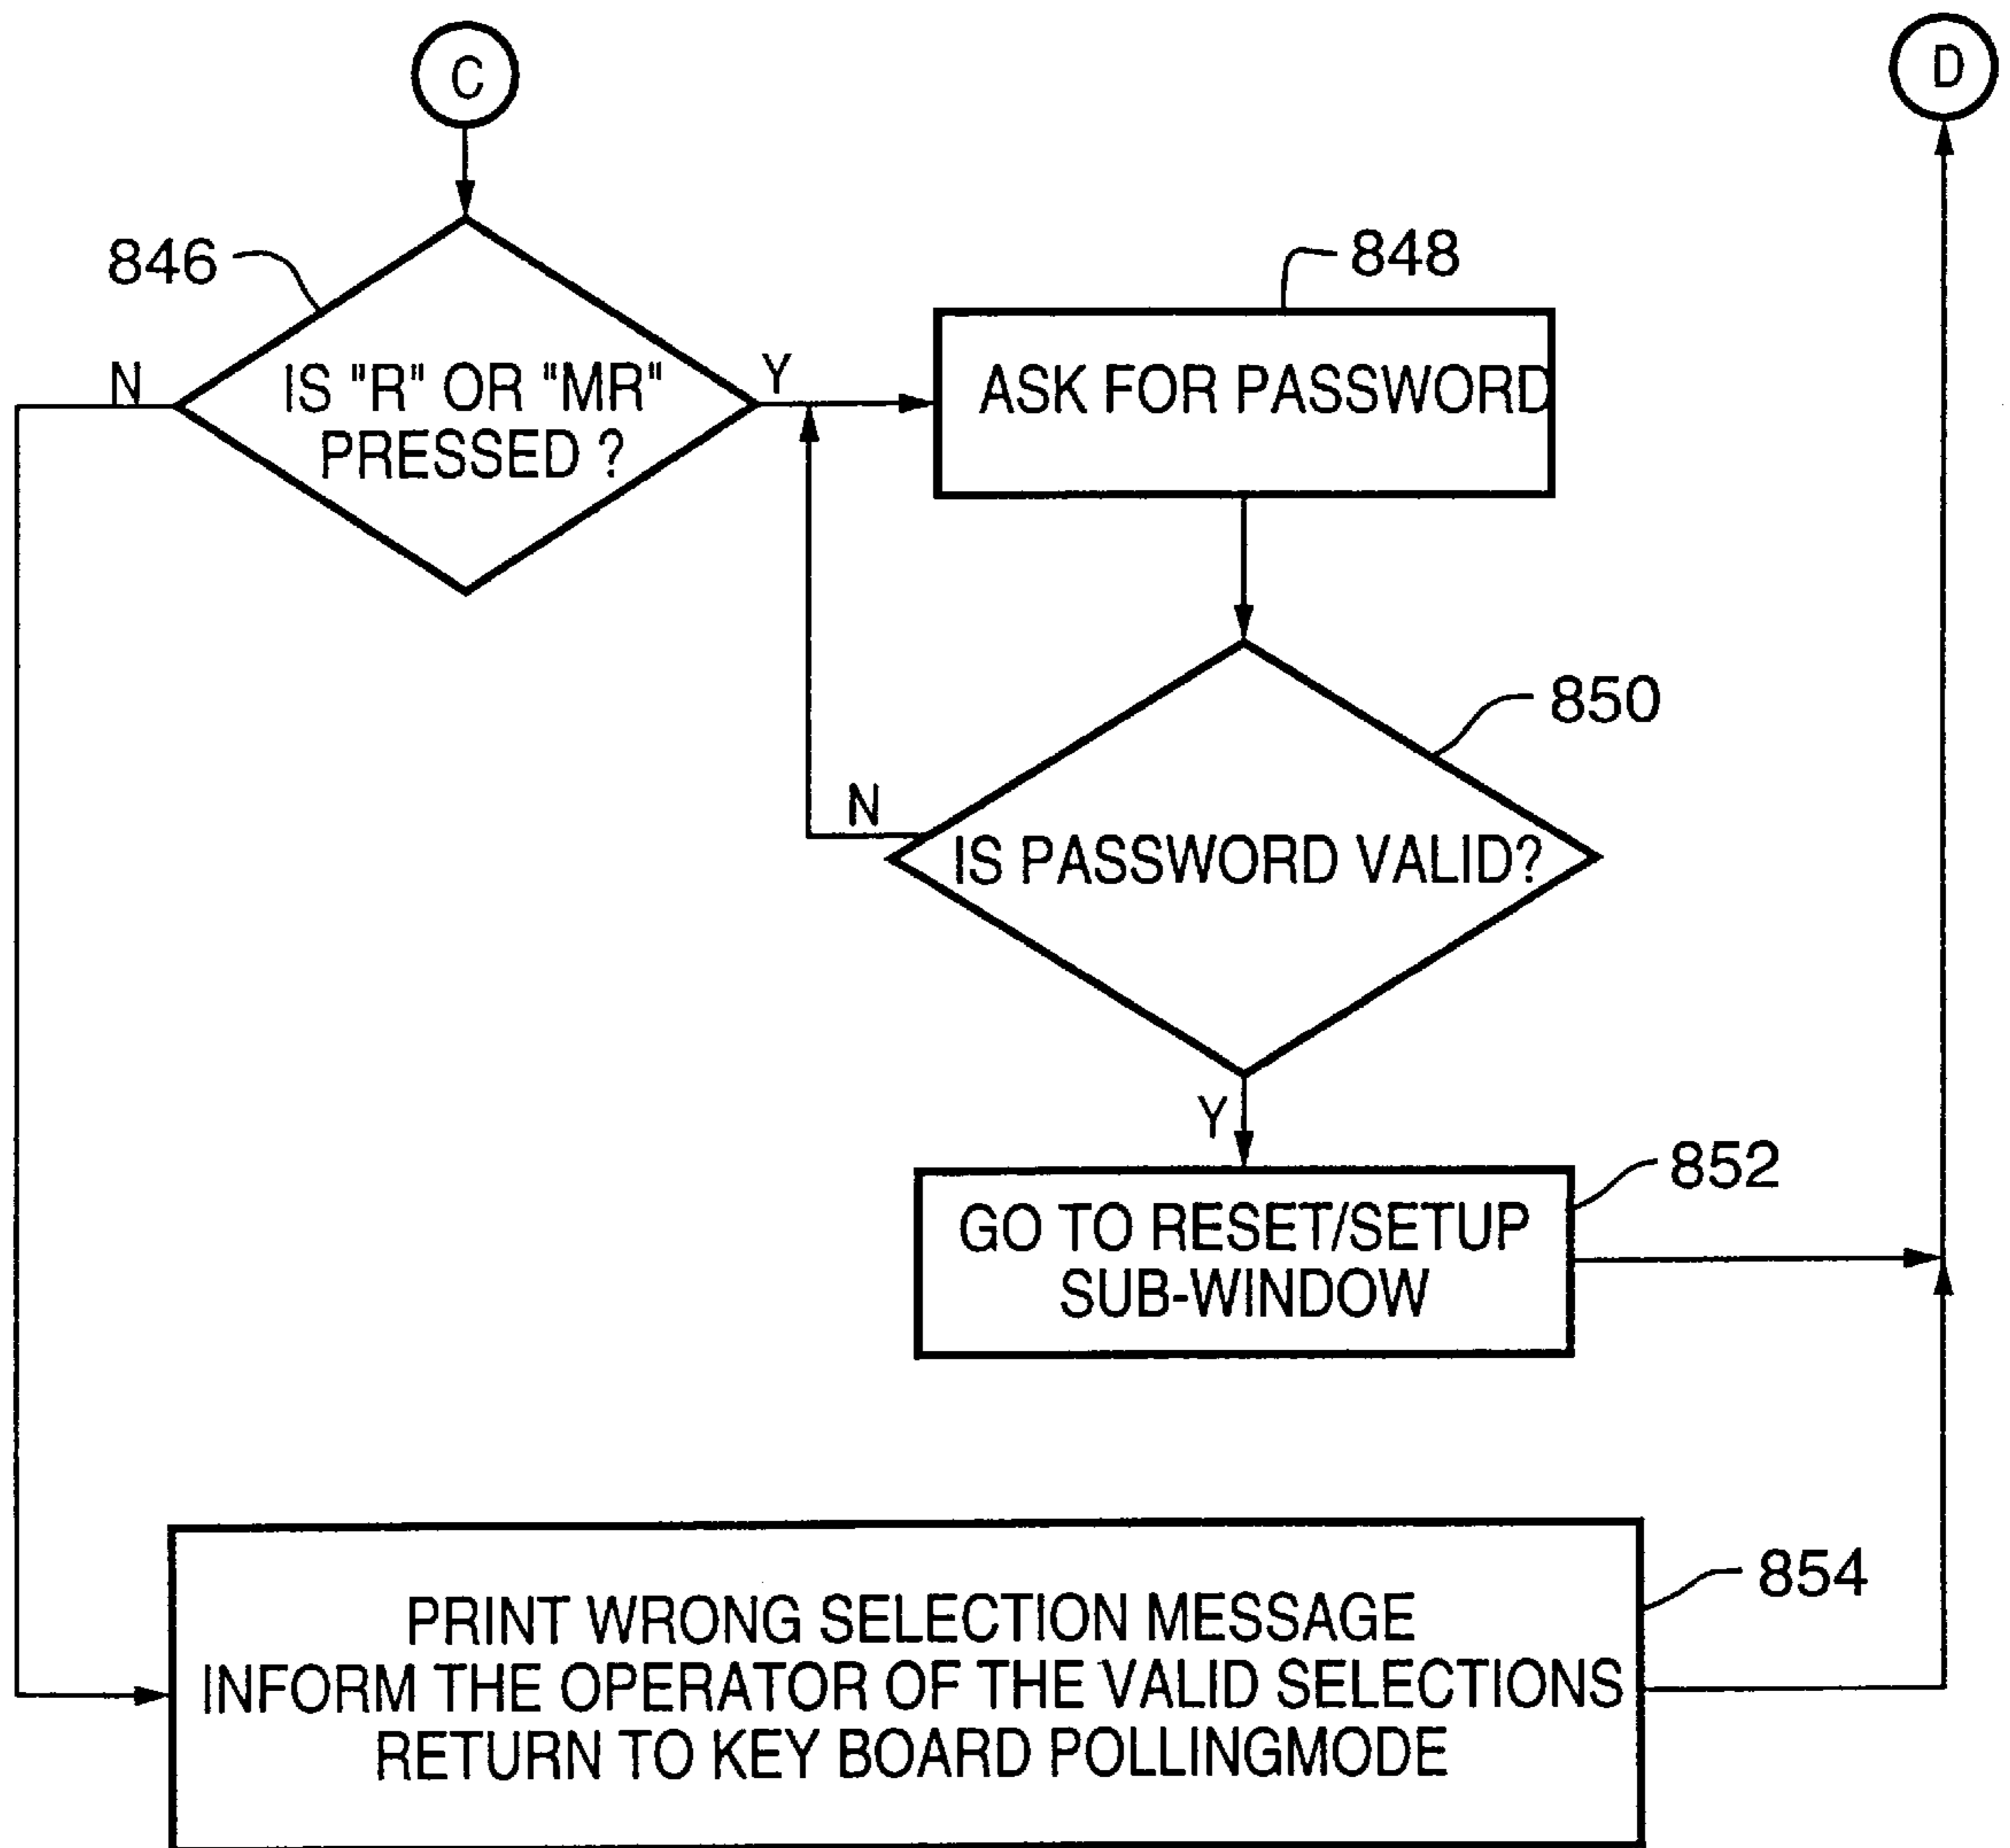 C
D
846
848
N
IS "R" OR "MR"
PRESSED ?
Y
ASK FOR PASSWORD
850
N
IS PASSWORD VALID?
Y
852
GO TO RESET/SETUP
SUB-WINDOW
854
PRINT WRONG SELECTION MESSAGE
INFORM THE OPERATOR OF THE VALID SELECTIONS
RETURN TO KEY BOARD POLLINGMODE